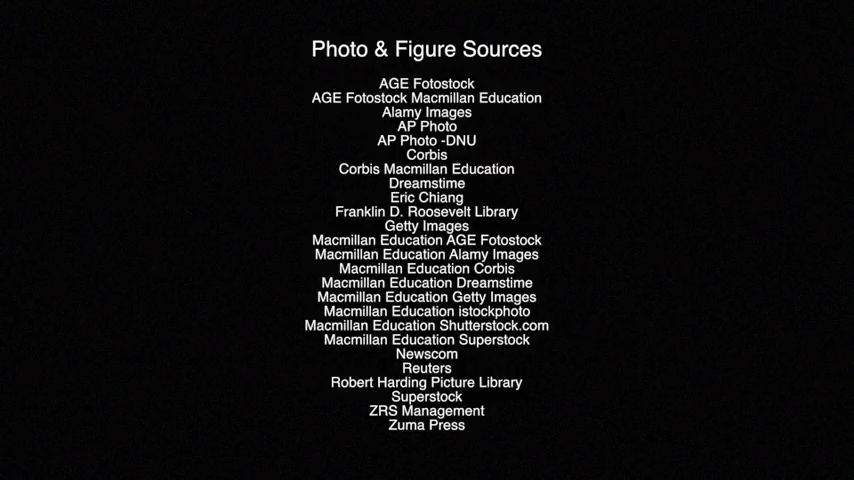 Photo & Figure Sources
AGE Fotostock
AGE Fotostock Macmillan Education
Alamy Images
AP Photo
AP Photo -DNU
Corbis
Corbis Macmillan Education
Dreamstime
Eric Chiang
Franklin D. Roosevelt Library
Getty Images
Macmillan Education AGE Fotostock
Macmillan Education Alamy Images
Macmillan Education Corbis
Macmillan Education Dreamstime
Macmillan Education Getty Images
Macmillan Education istockphoto
Macmillan Education Shutterstock.com
Macmillan Education Superstock
Newscom
Reuters
Robert Harding Picture Library
Superstock
ZRS Management
Zuma Press